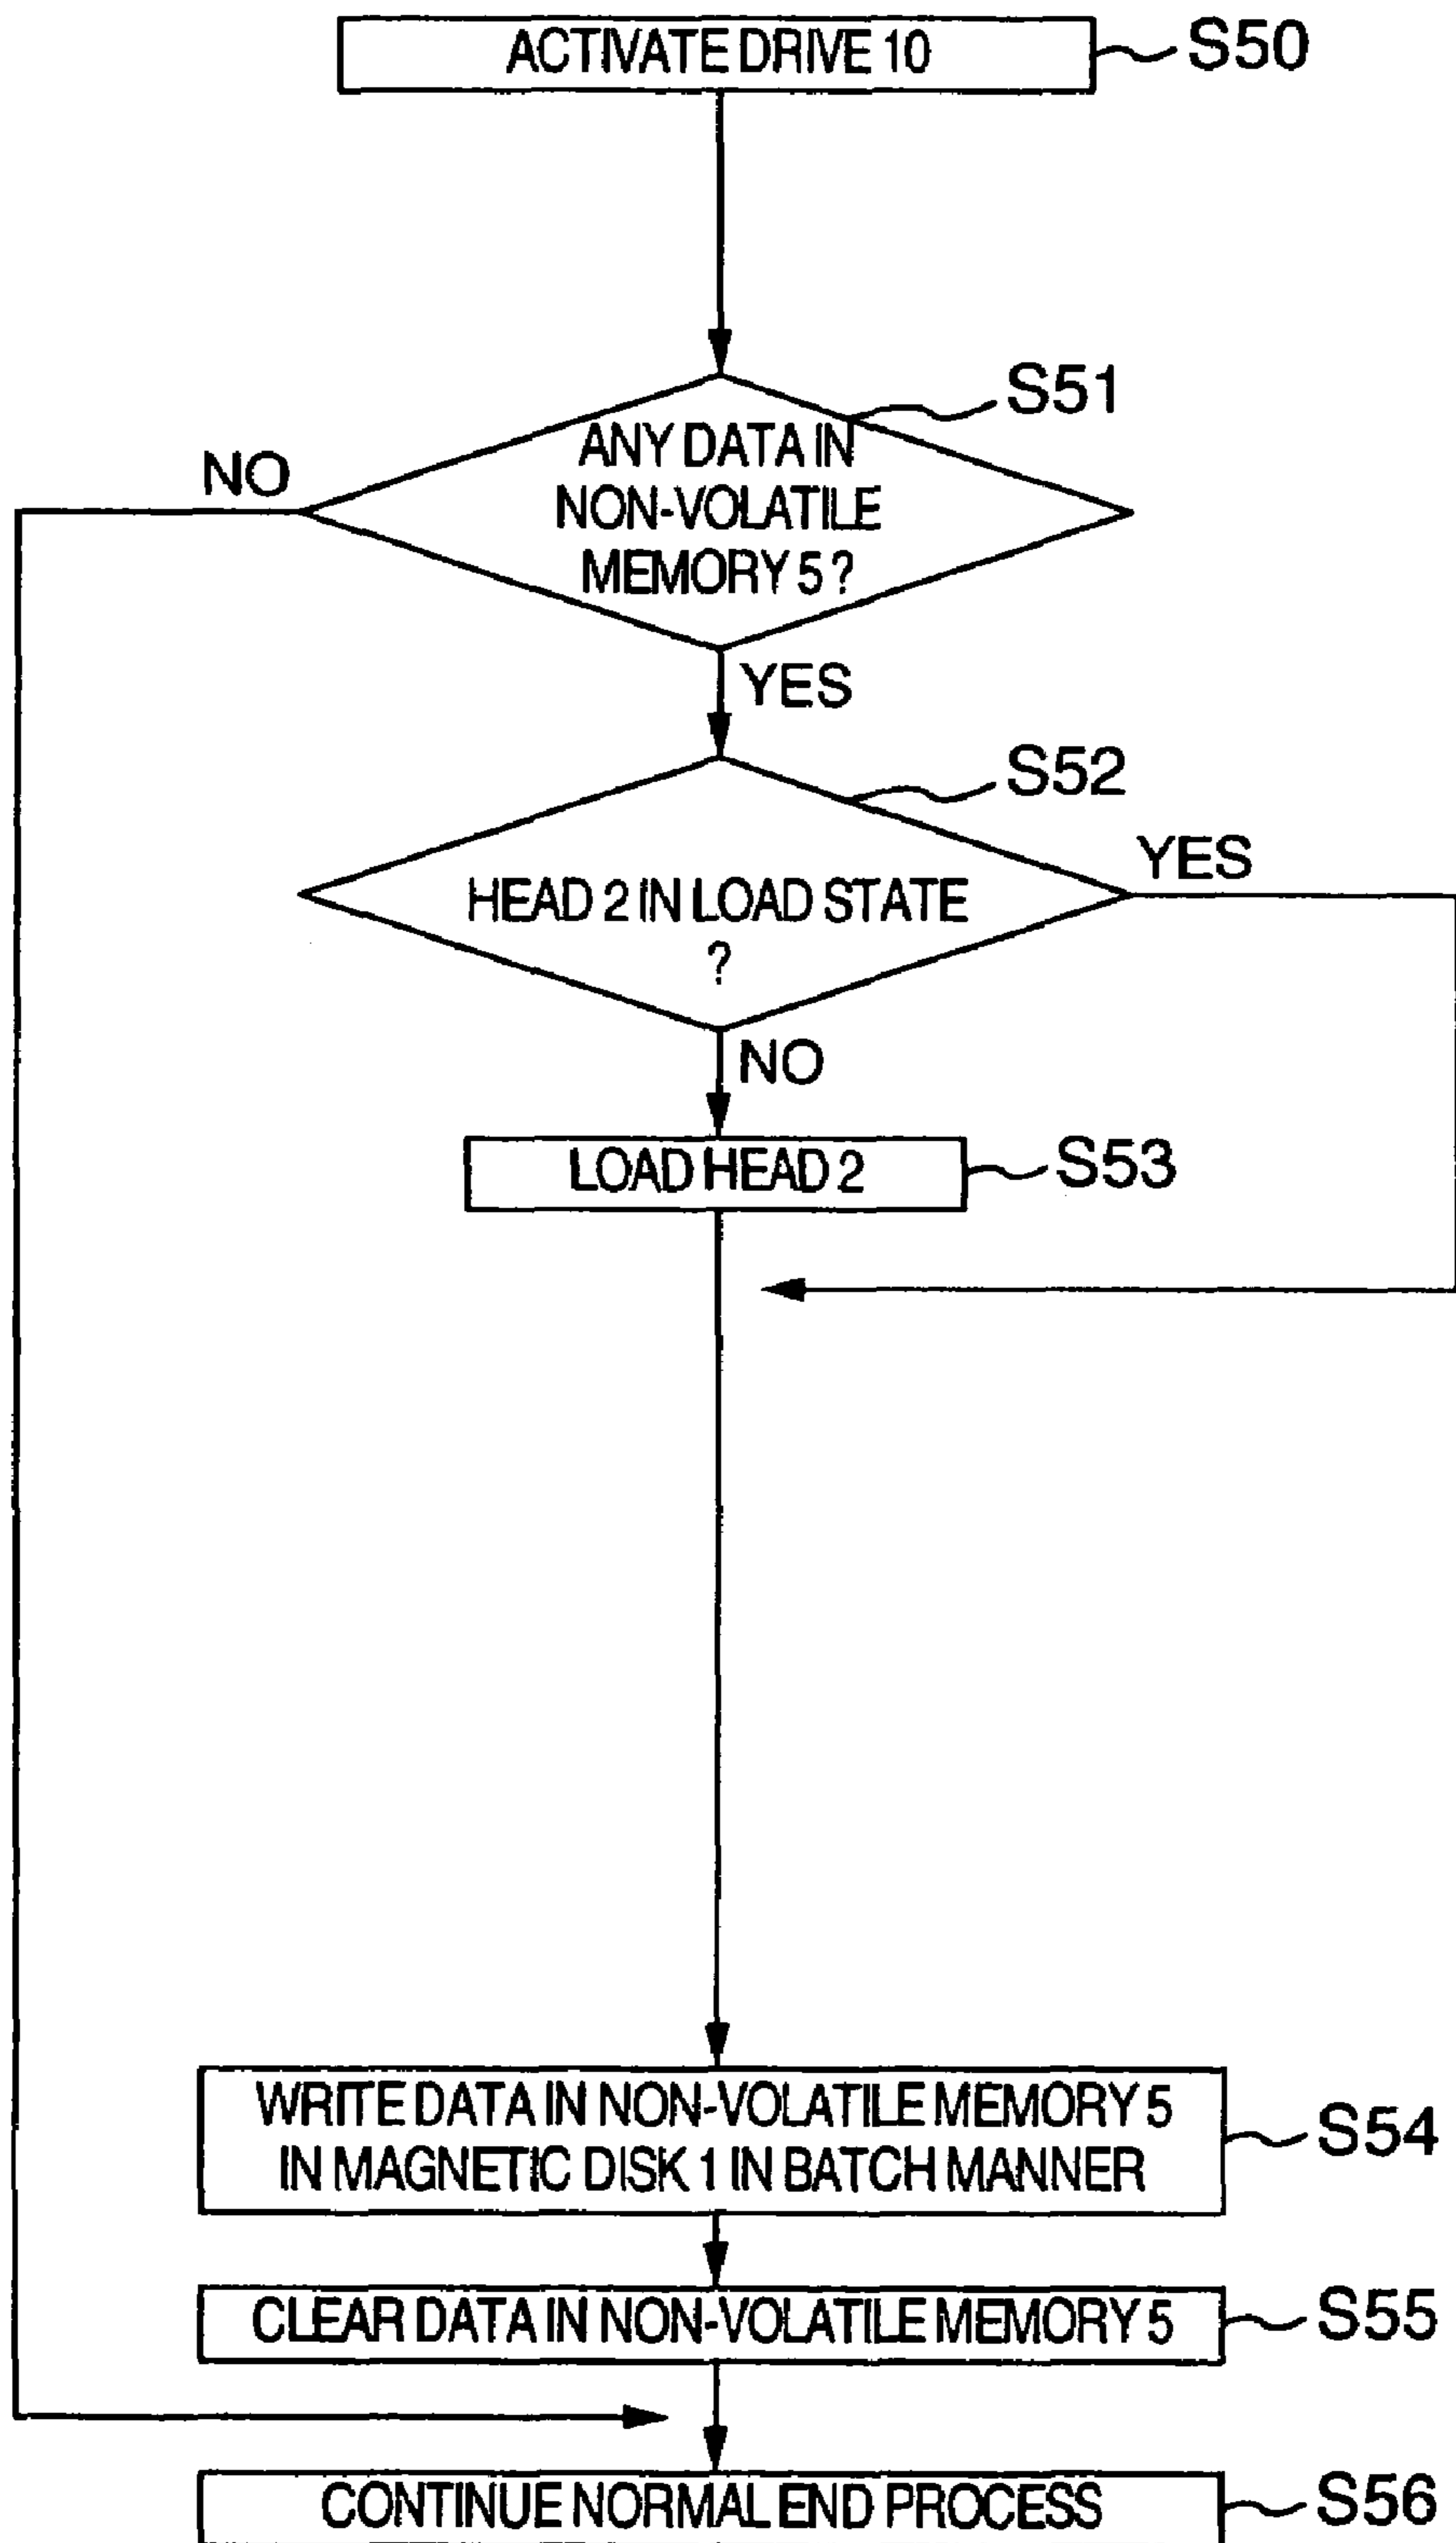 ACTIVATE DRIVE 10
S50
S51
ANY DATA IN
NON-VOLATILE
MEMORY 5 ?
NO
YES
S52
HEAD 2 IN LOAD STATE
?
YES
NO
LOAD HEAD 2
S53
WRITE DATA IN NON-VOLATILE MEMORY 5
IN MAGNETIC DISK 1 IN BATCH MANNER
S54
CLEAR DATA IN NON-VOLATILE MEMORY 5
S55
CONTINUE NORMAL END PROCESS
S56